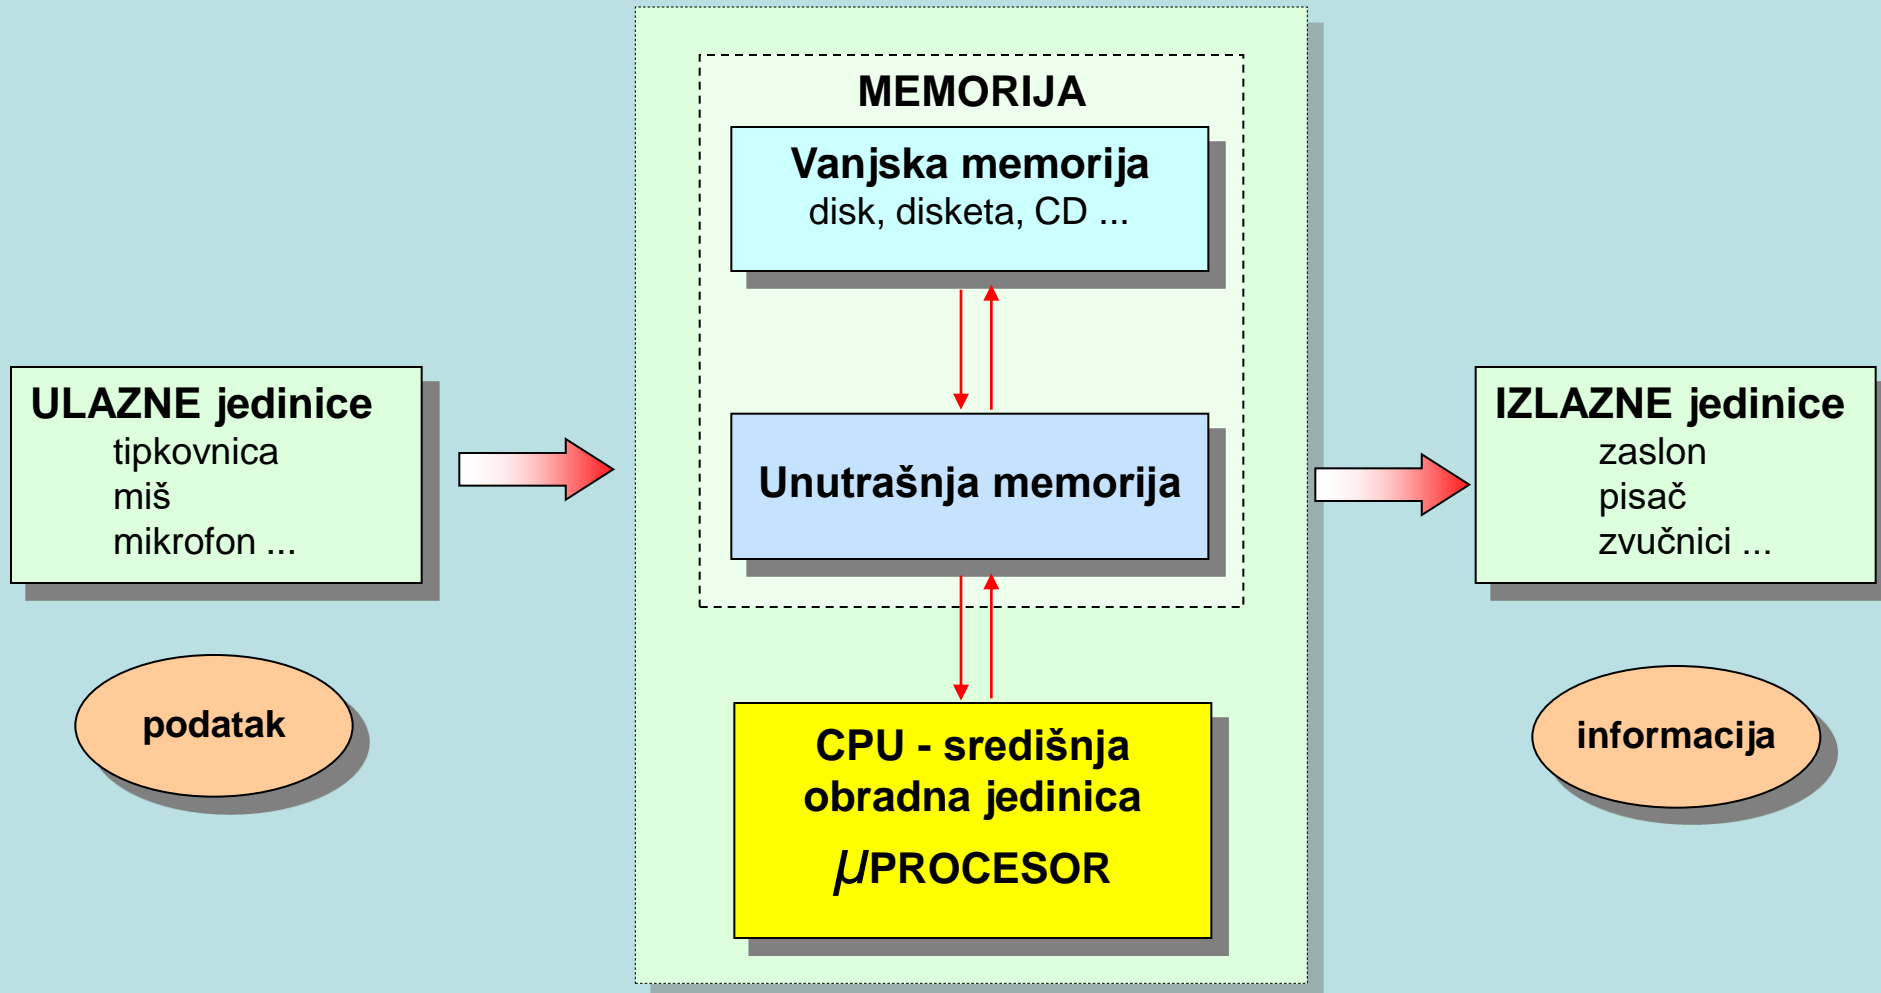 MEMORIJA
Vanjska memorija
disk, disketa, CD ...
ULAZNE jedinice
tipkovnica
miš
mikrofon ...
Unutrašnja memorija
IZLAZNE jedinice
zaslon
pisač
zvučnici ...
podatak
CPU - središnja
obradna jedinica
µPROCESOR
informacija